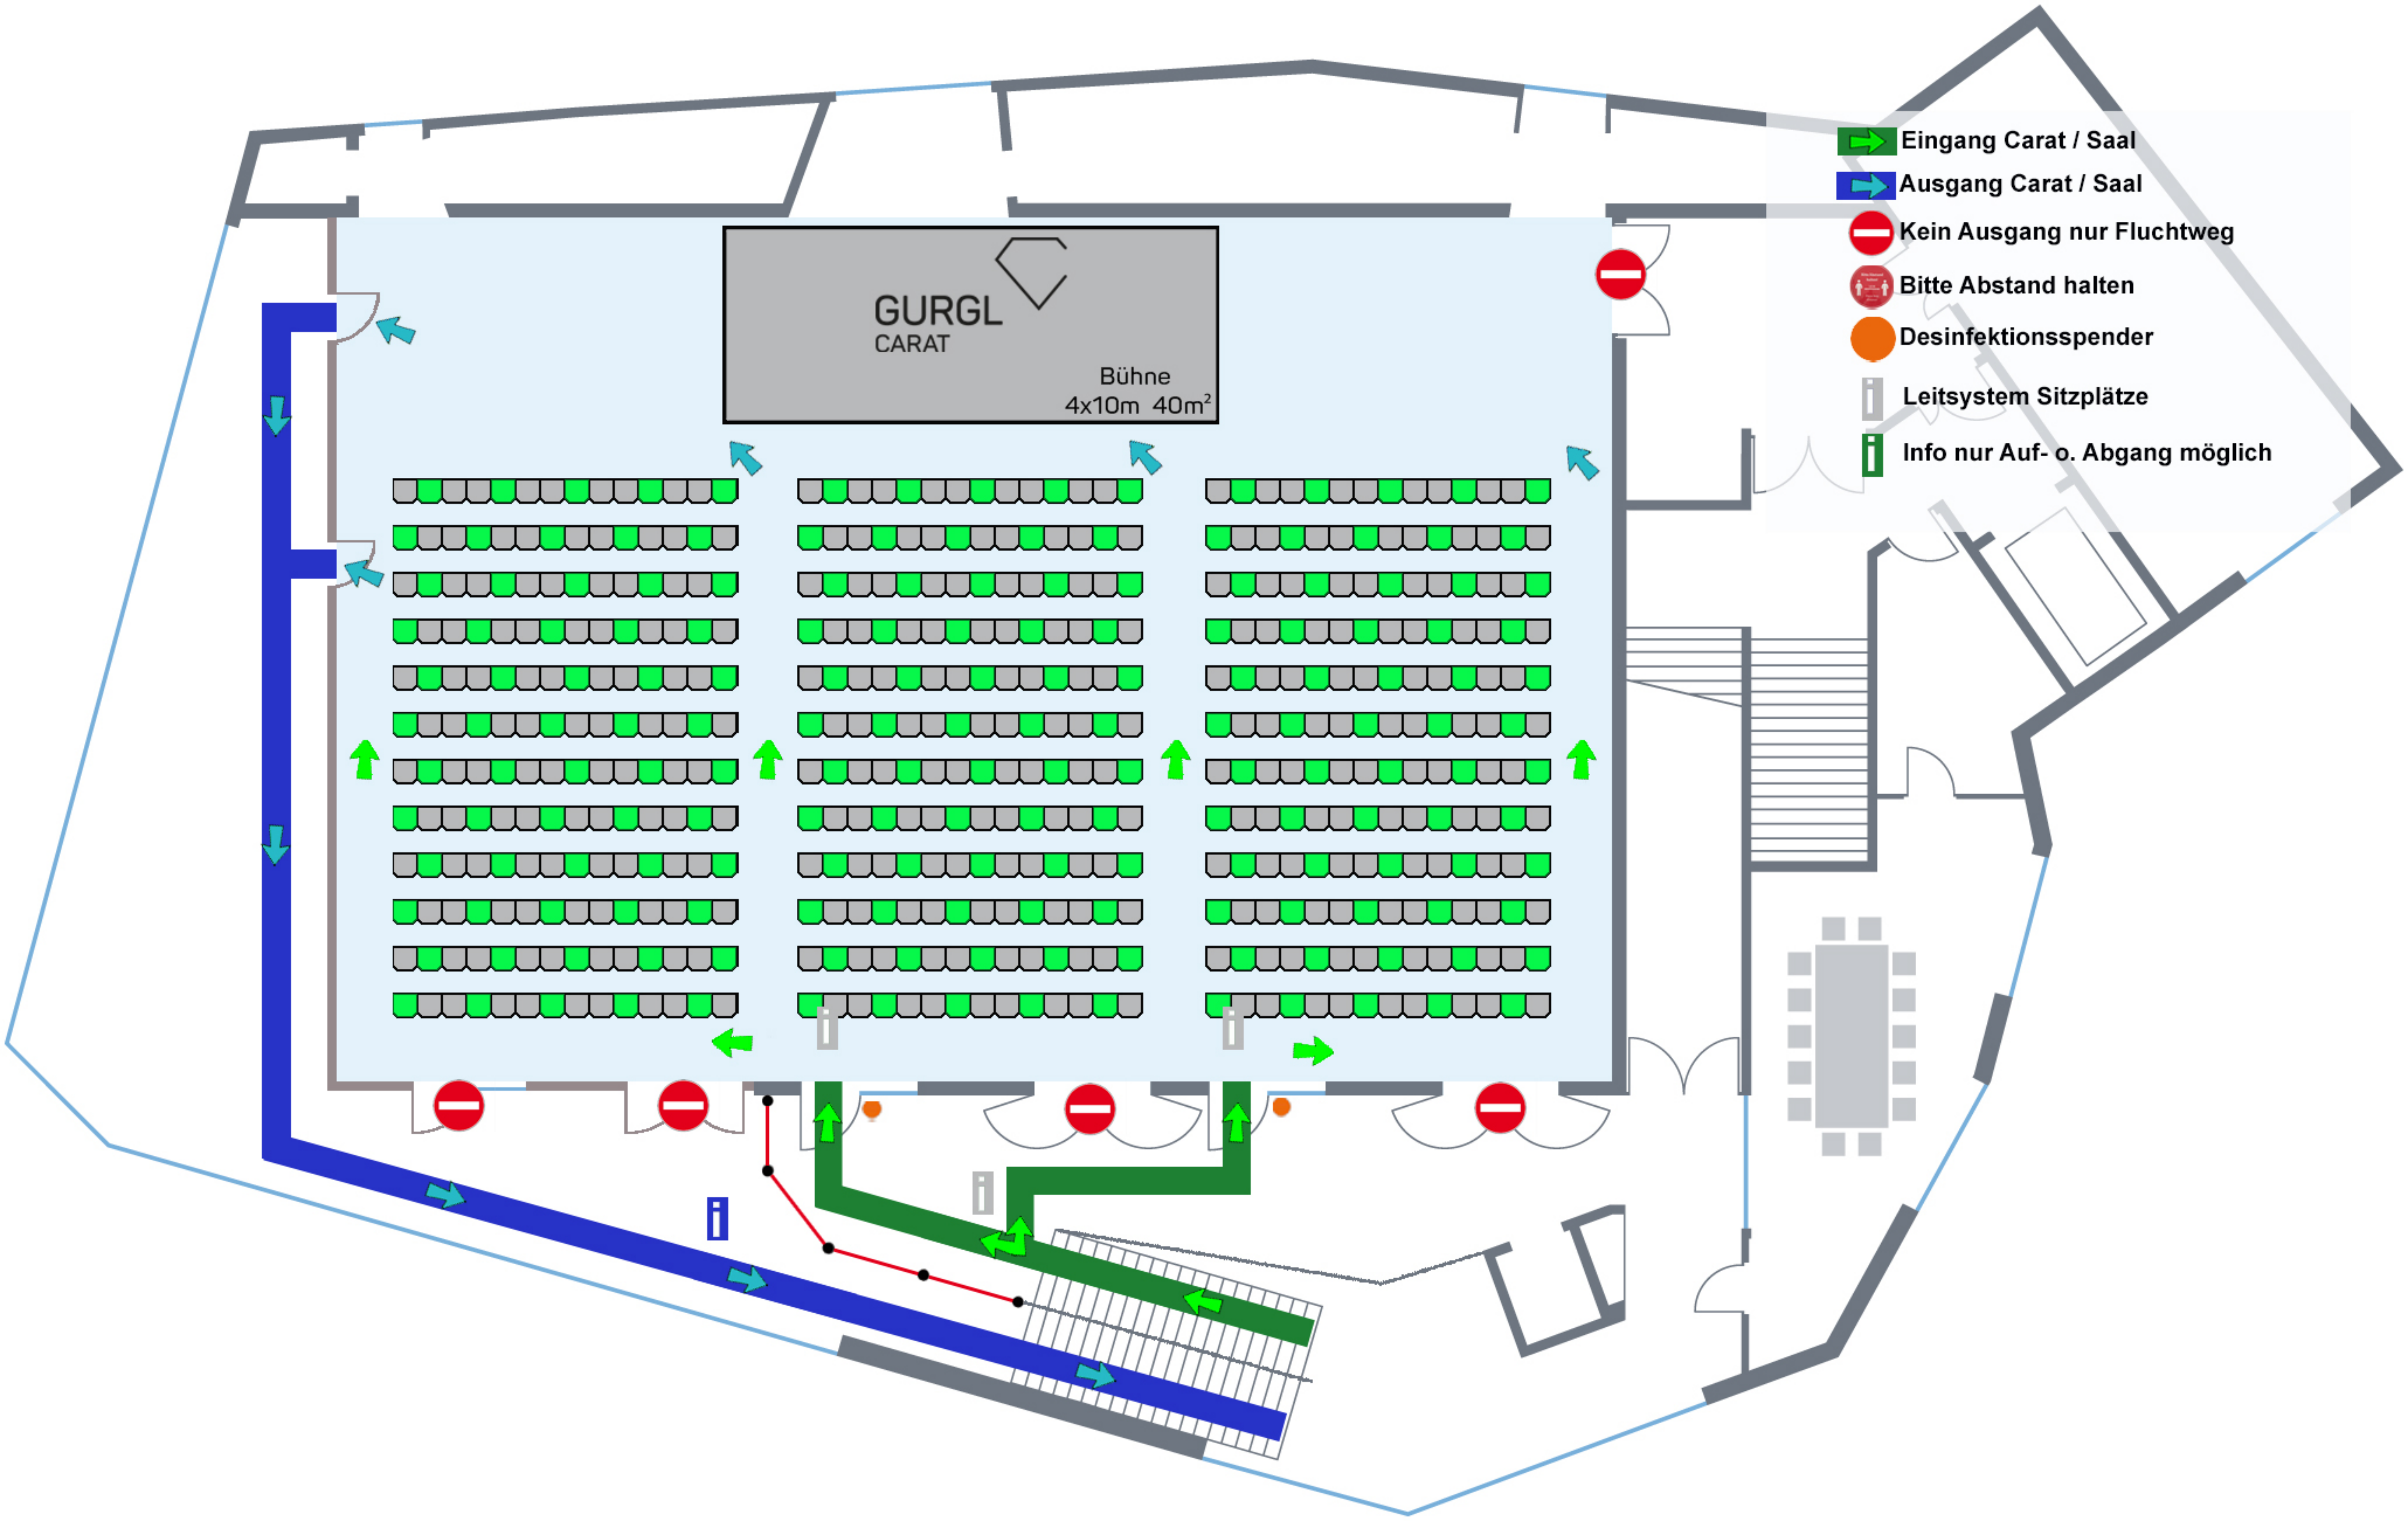 Eingang Carat / Saal
Ausgang Carat / Saal
Kein Ausgang nur Fluchtweg
Bitte Abstand halten
Desinfektionsspender
i Leitsystem Sitzplätze
i Info nur Auf- o. Abgang möglich
GURGL
CARAT
Bühne
4x10m 40m²
i
i
i
i